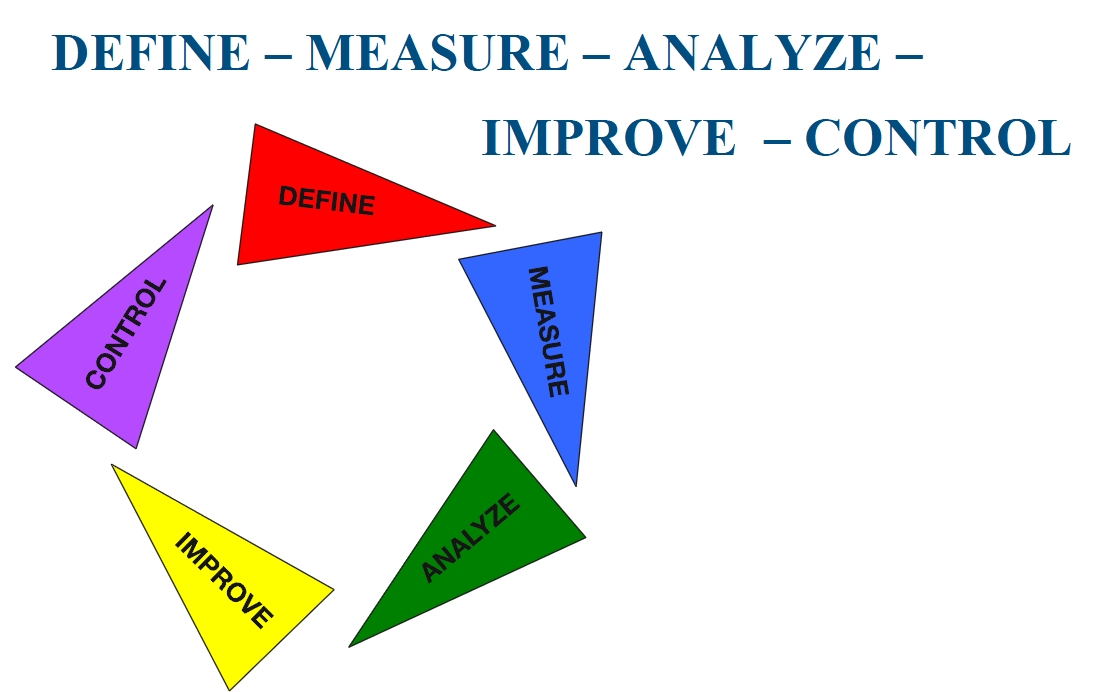 DEFINE – MEASURE – ANALYZE –
IMPROVE – CONTROL
DEFINE
MEASURE
ANALYZE
IMPROVE
CONTROL